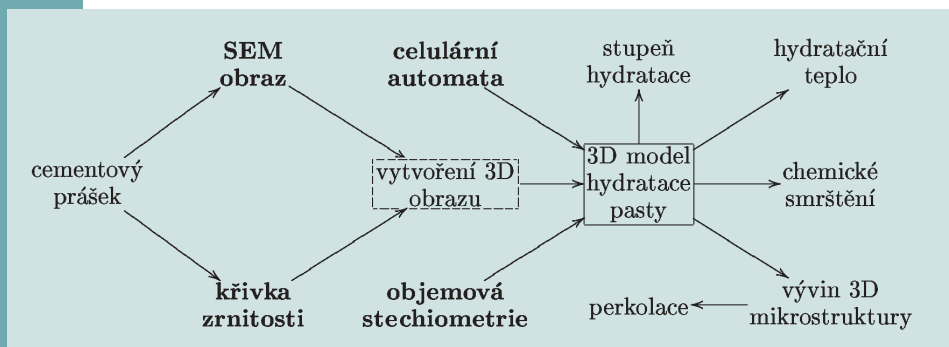 SEM
obraz
celulární
automata
stupeň
hydratace
hydratační
teplo
cementový
prášek
vytvoření 3D
obrazu
3D model
hydratace
pasty
chemické
smrštění
křivka
zrnitosti
objemová
stechiometrie
perkolace
vývin 3D
mikrostruktury